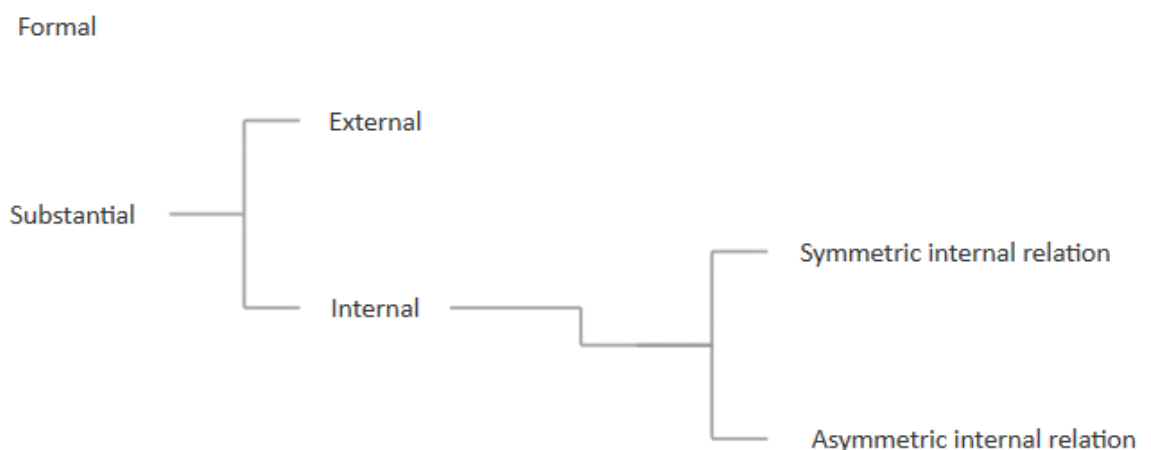 Formal
External
Substantial
Symmetric internal relation
Internal
Asymmetric internal relation